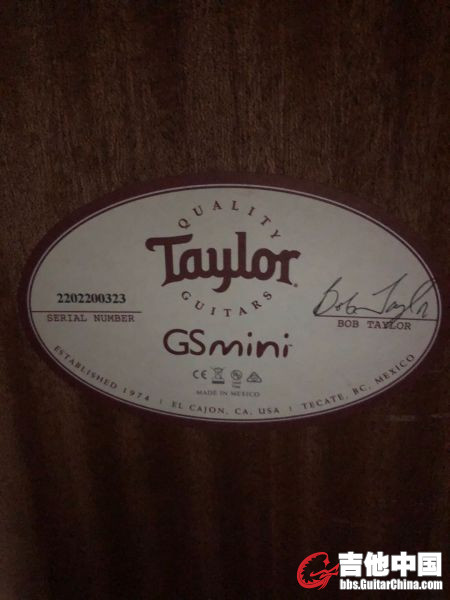 QUALITY
Taylor
GUITARS
2202200323
SERIAL NUMBER
Bob Taylor
BOB TAYLOR
GSmini
CE
MADE IN MEXICO
ESTABLISHED 1974 | EL CAJON, CA, USA | TECATE, BC, MEXICO
吉他中国
bbs.GuitarChina.com